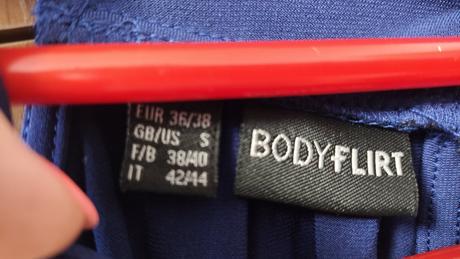 EUR 36/38
GB/US S
F/B 38/40
IT 42/44
BODYFLIRT